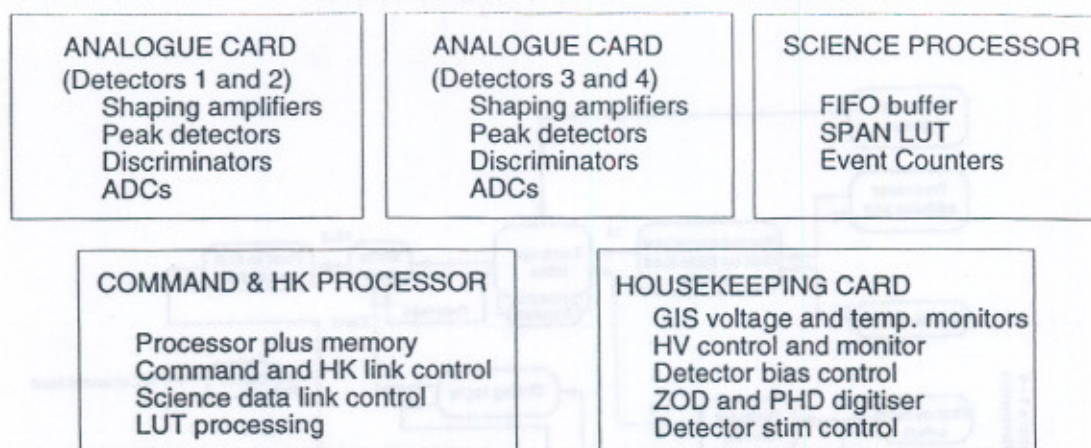 ANALOGUE CARD
(Detectors 1 and 2)
Shaping amplifiers
Peak detectors
Discriminators
ADCs
ANALOGUE CARD
(Detectors 3 and 4)
Shaping amplifiers
Peak detectors
Discriminators
ADCs
SCIENCE PROCESSOR
FIFO buffer
SPAN LUT
Event Counters
COMMAND & HK PROCESSOR
Processor plus memory
Command and HK link control
Science data link control
LUT processing
HOUSEKEEPING CARD
GIS voltage and temp. monitors
HV control and monitor
Detector bias control
ZOD and PHD digitiser
Detector stim control